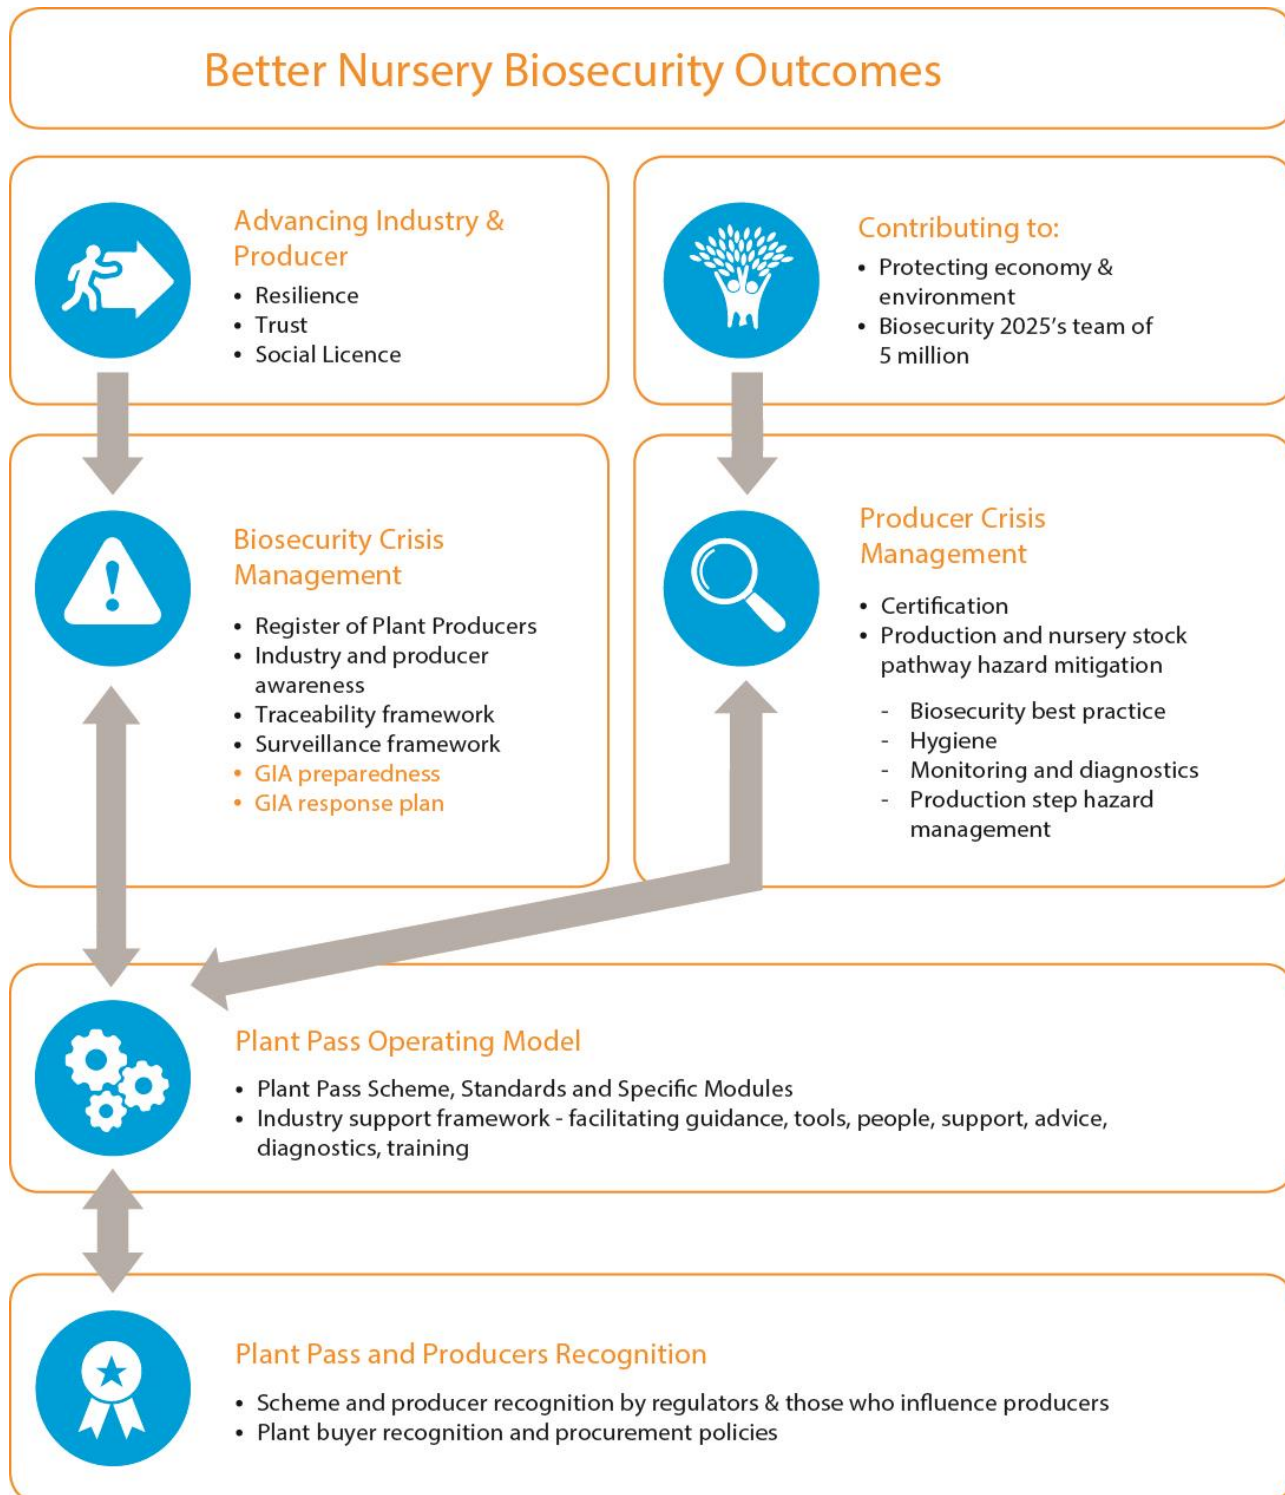 Better Nursery Biosecurity Outcomes
Advancing Industry &
Producer
• Resilience
• Trust
• Social Licence
Contributing to:
• Protecting economy &
environment
• Biosecurity 2025's team of
5 million
Biosecurity Crisis
Management
• Register of Plant Producers
• Industry and producer
awareness
• Traceability framework
• Surveillance framework
• GIA preparedness
• GIA response plan
Producer Crisis
Management
• Certification
• Production and nursery stock
pathway hazard mitigation
- Biosecurity best practice
- Hygiene
- Monitoring and diagnostics
- Production step hazard
management
Plant Pass Operating Model
• Plant Pass Scheme, Standards and Specific Modules
• Industry support framework - facilitating guidance, tools, people, support, advice,
diagnostics, training
Plant Pass and Producers Recognition
• Scheme and producer recognition by regulators & those who influence producers
• Plant buyer recognition and procurement policies